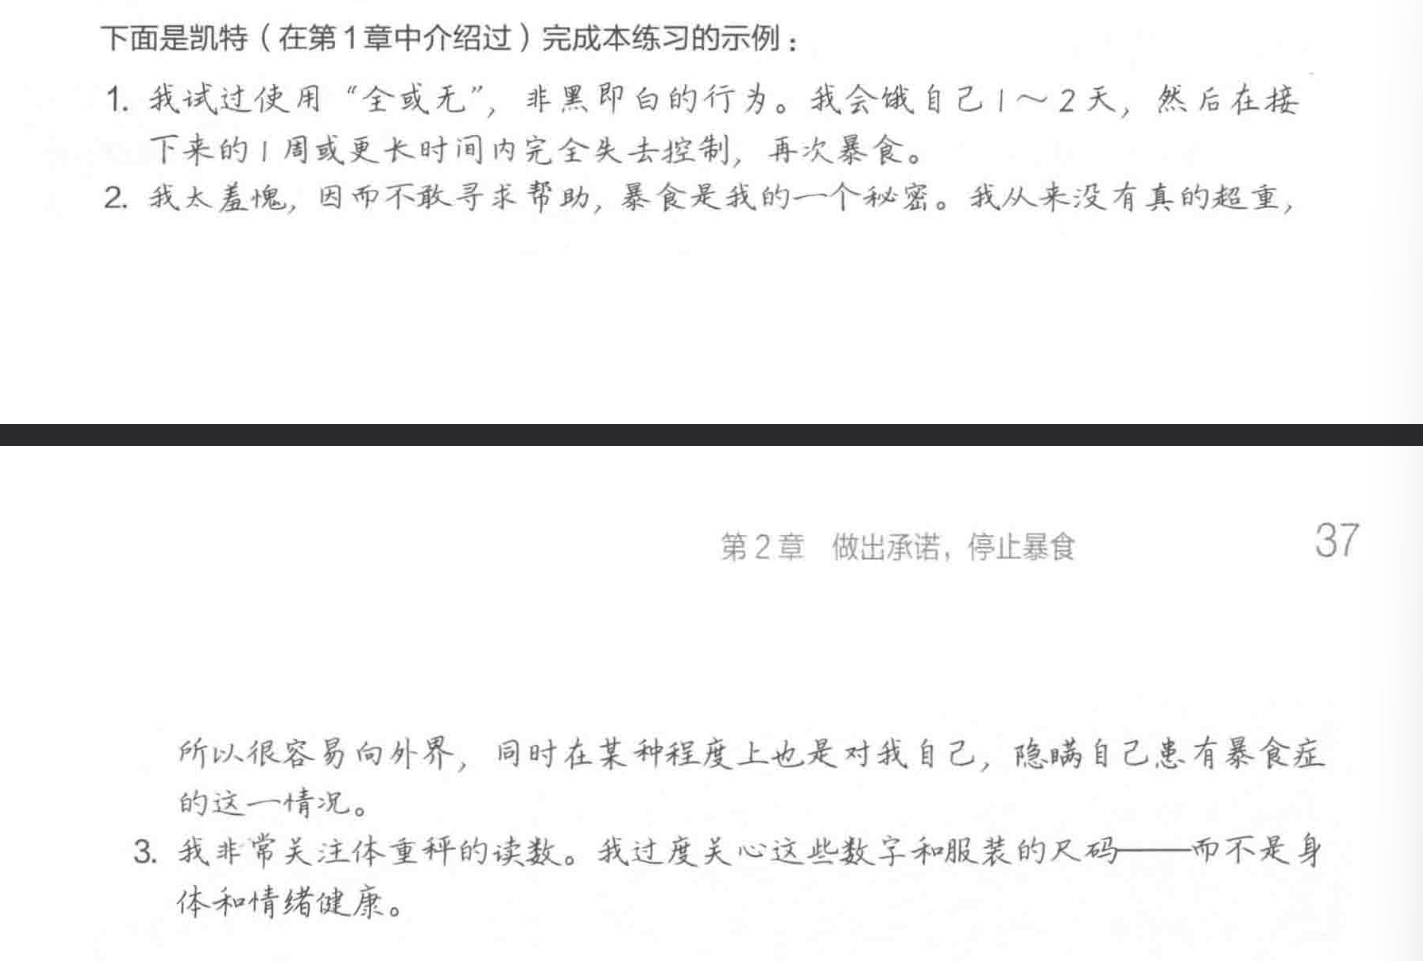 下面是凯特（在第1章中介绍过）完成本练习的示例：
1. 我试过使用“全或无”，非黑即白的行为。我会饿自己1～2天，然后在接
下来的1周或更长时间内完全失去控制，再次暴食。
2. 我太羞愧，因而不敢寻求帮助，暴食是我的一个秘密。我从来没有真的超重，
第2章 做出承诺，停止暴食 37
所以很容易向外界，同时在某种程度上也是对我自己，隐瞒自己患有暴食症
的这一情况。
3. 我非常关注体重秤的读数。我过度关心这些数字和服装的尺码——而不是身
体和情绪健康。